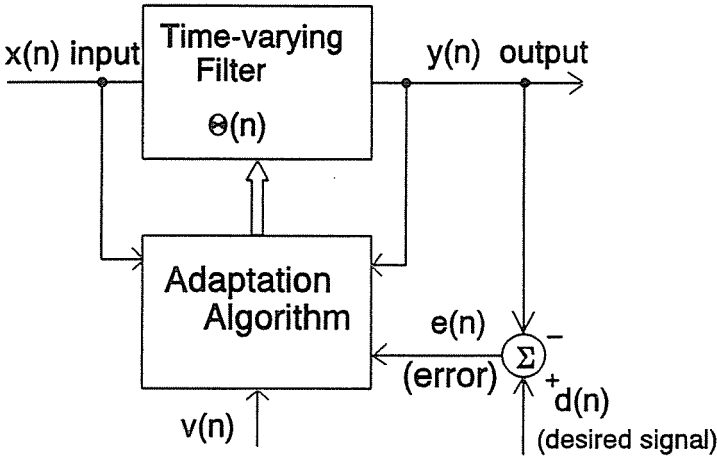 Time-varying
Filter
x(n) input
y(n) output
Θ(n)
Adaptation
Algorithm
e(n)
(error)
Σ
−
+
d(n)
(desired signal)
v(n)